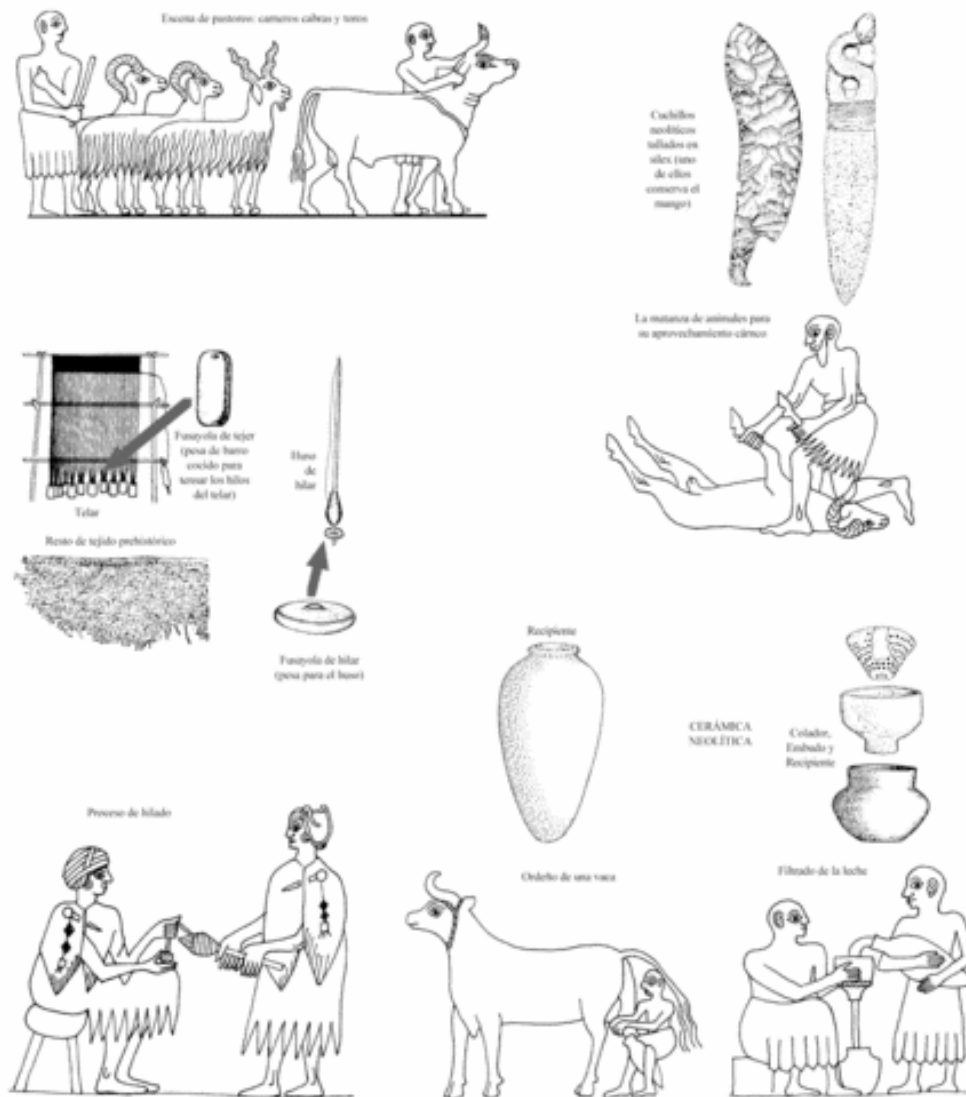 Escena de pastoreo: carneros cabras y toros
Cuchillos
neolíticos
tallados en
sílex (uno
de ellos
conserva el
mango)
La matanza de animales para
su aprovechamiento cárnico
Fusayola de tejer
(pesa de barro
cocido para
tensar los hilos
del telar)
Telar
Huso
de
hilar
Resto de tejido prehistórico
Fusayola de hilar
(pesa para el huso)
Recipiente
CERÁMICA
NEOLÍTICA
Colador,
Embudo y
Recipiente
Proceso de hilado
Ordeño de una vaca
Filtrado de la leche